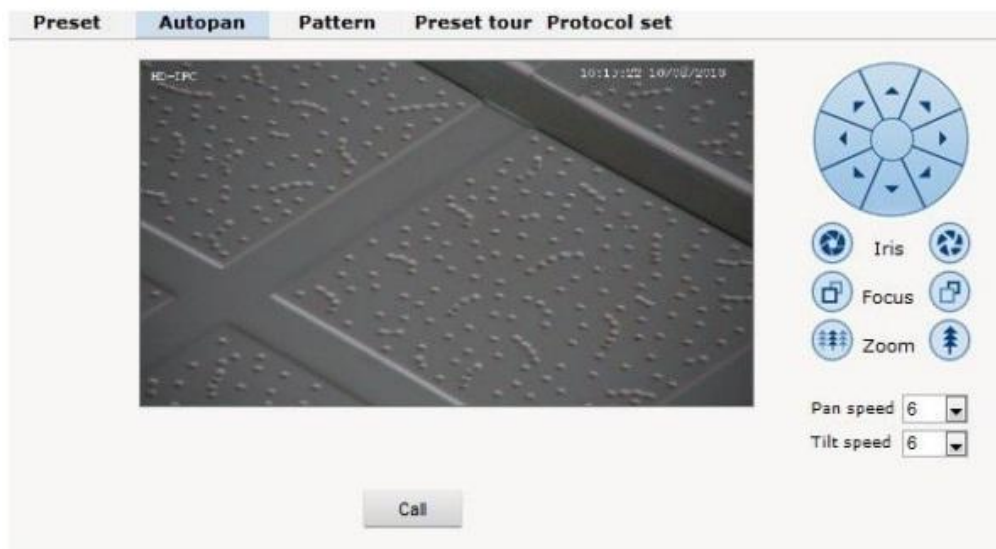 Preset Autopan Pattern Preset tour Protocol set
HD-IPC
Iris
Focus
Zoom
Pan speed 6
Tilt speed 6
Call